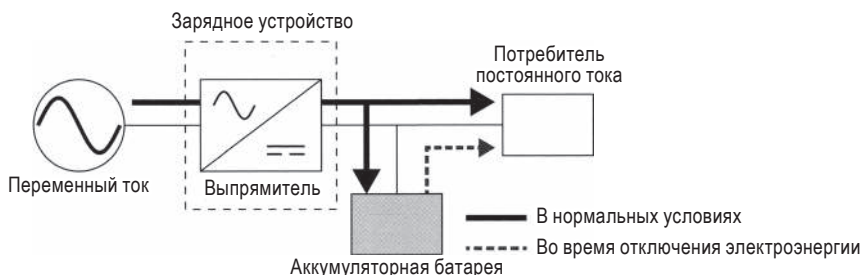 Зарядное устройство
Потребитель
постоянного тока
Переменный ток
Выпрямитель
В нормальных условиях
Во время отключения электроэнергии
Аккумуляторная батарея